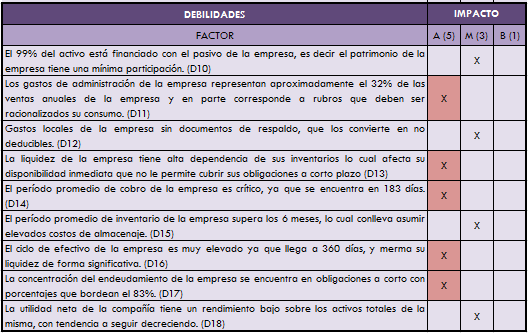 DEBILIDADES IMPACTO
FACTOR A (5) M (3) B (1)
El 99% del activo está financiado con el pasivo de la empresa, es decir el patrimonio de la
empresa tiene una mínima participación. (D10) X
Los gastos de administración de la empresa representan aproximadamente el 32% de las
ventas anuales de la empresa y en parte corresponde a rubros que deben ser
racionalizados su consumo. (D11) X
Gastos locales de la empresa sin documentos de respaldo, que los convierte en no
deducibles. (D12) X
La liquidez de la empresa tiene alta dependencia de sus inventarios lo cual afecta su
disponibilidad inmediata que no le permite cubrir sus obligaciones a corto plazo (D13) X
El período promedio de cobro de la empresa es crítico, ya que se encuentra en 183 días.
(D14) X
El período promedio de inventario de la empresa supera los 6 meses, lo cual conlleva asumir
elevados costos de almacenaje. (D15) X
El ciclo de efectivo de la empresa es muy elevado ya que llega a 360 días, y merma su
liquidez de forma significativa. (D16) X
La concentración del endeudamiento de la empresa se encuentra en obligaciones a corto con
porcentajes que bordean el 83%. (D17) X
La utilidad neta de la compañía tiene un rendimiento bajo sobre los activos totales de la
misma, con tendencia a seguir decreciendo. (D18) X